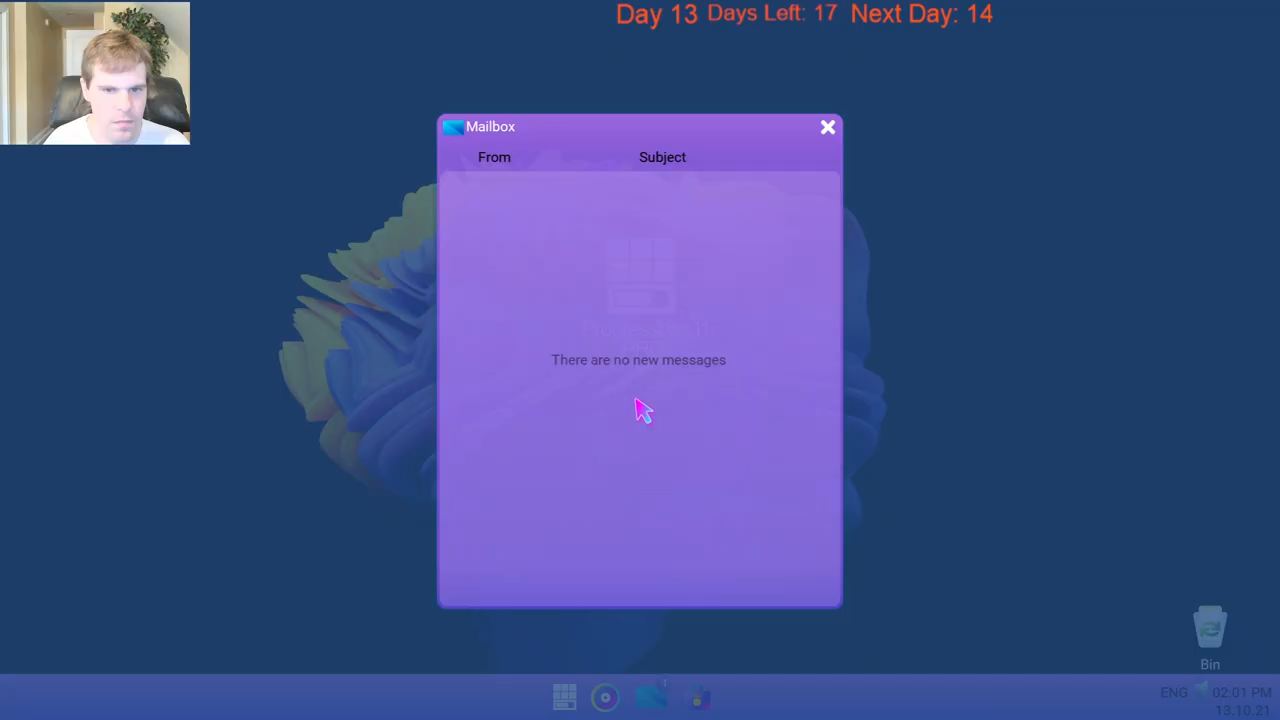 Day 13 Days Left: 17 Next Day: 14
Mailbox
From Subject
There are no new messages
Bin
1
ENG 02:01 PM
13.10.21